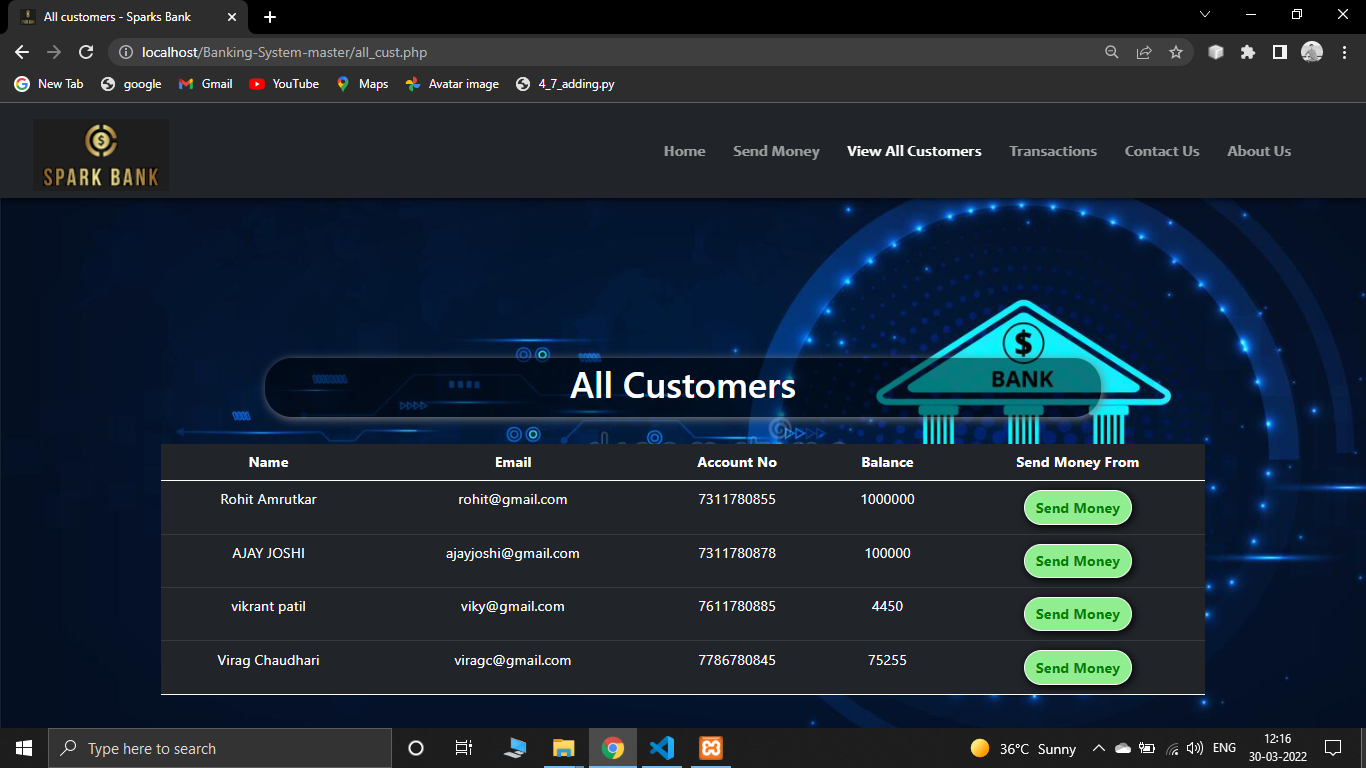 All customers - Sparks Bank
localhost/Banking-System-master/all_cust.php
New Tab google Gmail YouTube Maps Avatar image 4_7_adding.py
SPARK BANK
Home Send Money View All Customers Transactions Contact Us About Us
$
BANK
All Customers
Name Email Account No Balance Send Money From
Rohit Amrutkar rohit@gmail.com 7311780855 1000000 Send Money
AJAY JOSHI ajayjoshi@gmail.com 7311780878 100000 Send Money
vikrant patil viky@gmail.com 7611780885 4450 Send Money
Virag Chaudhari viragc@gmail.com 7786780845 75255 Send Money
Type here to search
36°C Sunny
ENG
12:16
30-03-2022